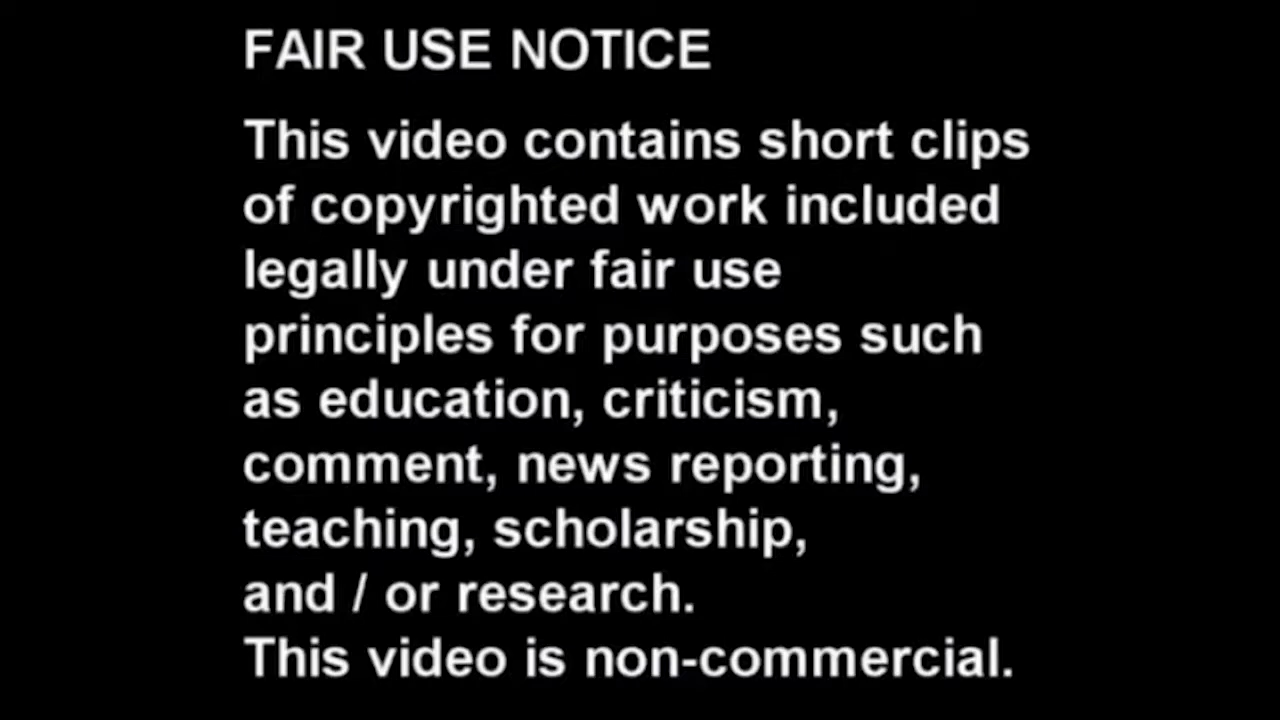 FAIR USE NOTICE
This video contains short clips
of copyrighted work included
legally under fair use
principles for purposes such
as education, criticism,
comment, news reporting,
teaching, scholarship,
and / or research.
This video is non-commercial.